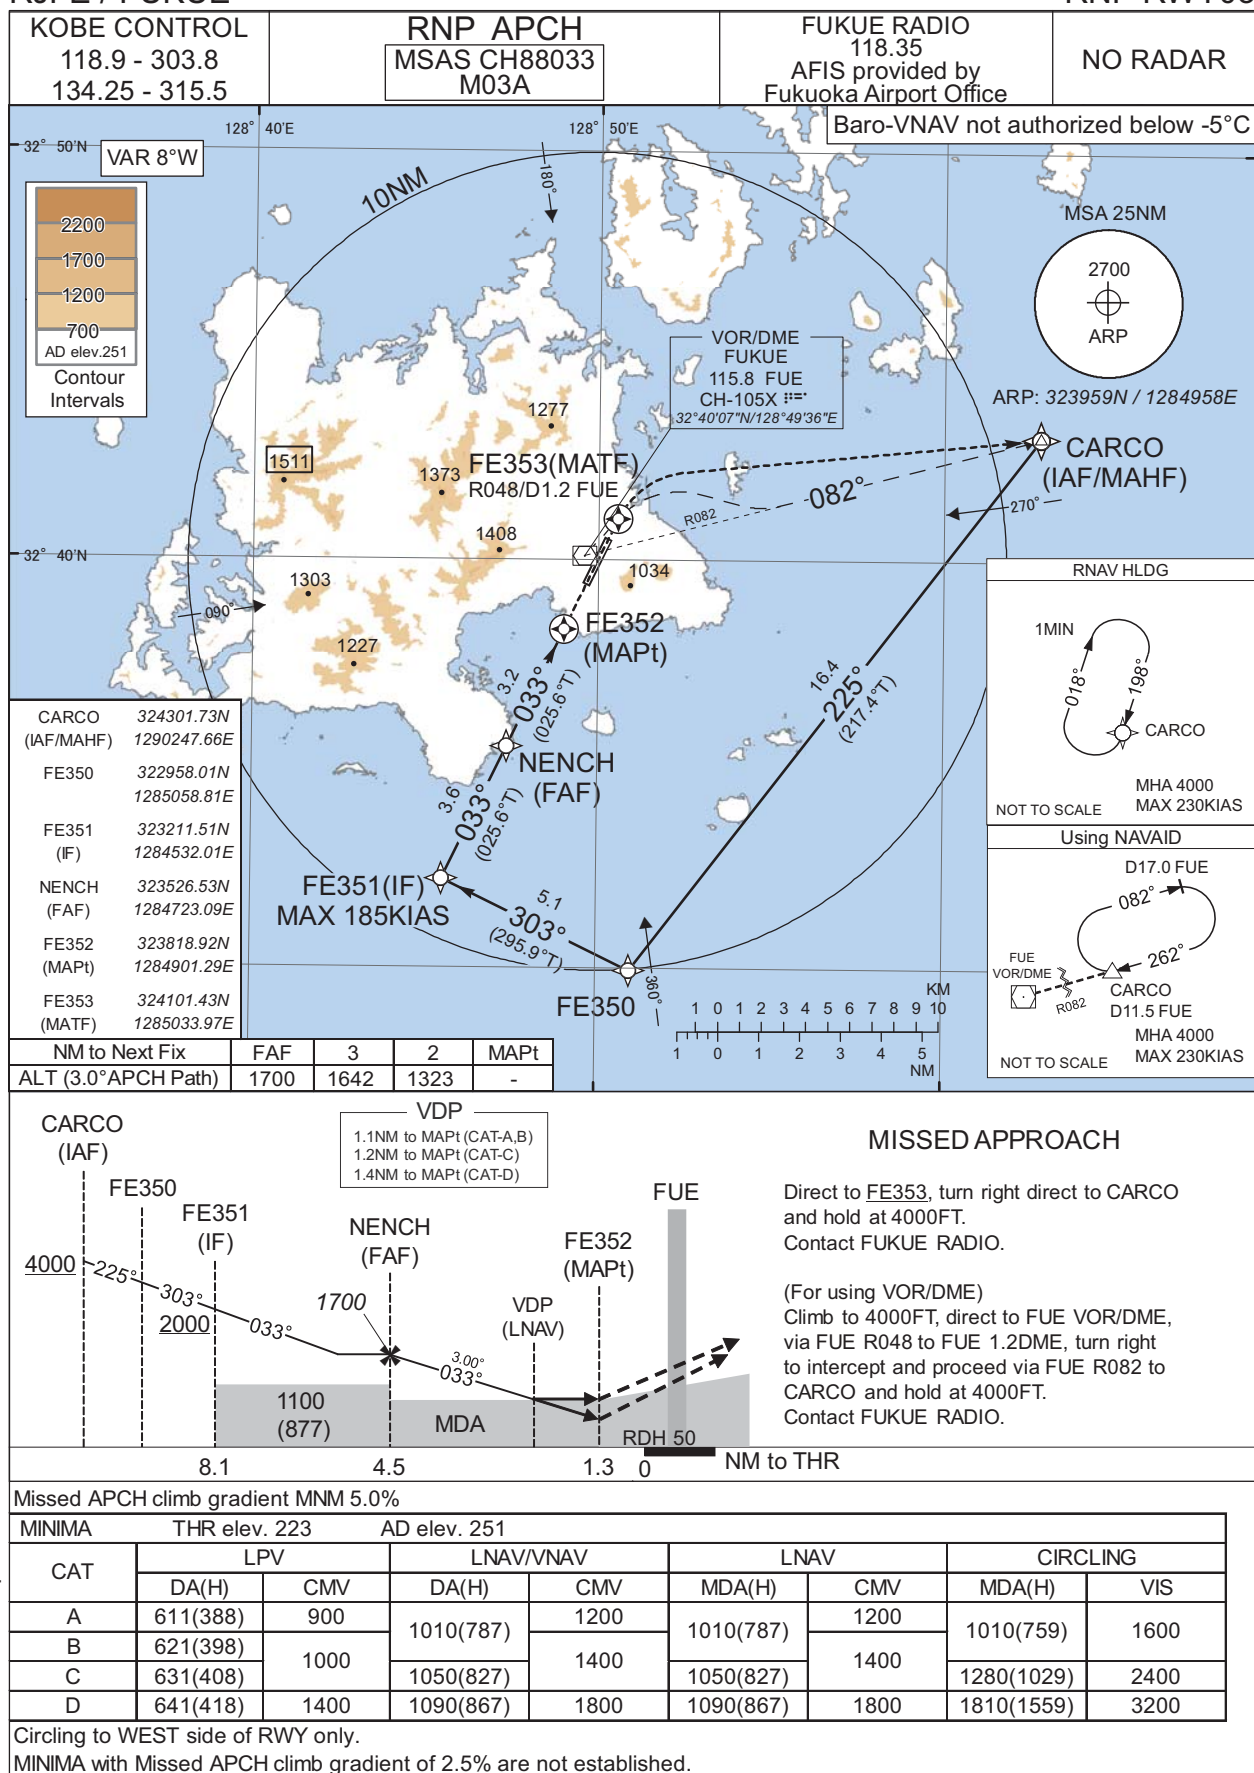 KOBE CONTROL
118.9 - 303.8
134.25 - 315.5
RNP APCH
MSAS CH88033
M03A
FUKUE RADIO
118.35
AFIS provided by
Fukuoka Airport Office
NO RADAR
Baro-VNAV not authorized below -5°C
128° 40'E
128° 50'E
32° 50'N
VAR 8°W
10NM
180°
2200
1700
1200
700
AD elev.251
Contour
Intervals
MSA 25NM
2700
ARP
ARP: 323959N / 1284958E
VOR/DME
FUKUE
115.8 FUE
CH-105X
32°40'07"N/128°49'36"E
1277
1511
1373
FE353(MATF)
R048/D1.2 FUE
CARCO
(IAF/MAHF)
082°
R082
270°
1408
32° 40'N
1303
1034
090°
1227
FE352
(MAPt)
3.2
033°
(025.6°T)
16.4
225°
(217.4°T)
NENCH
(FAF)
3.6
033°
(025.6°T)
FE351(IF)
MAX 185KIAS
5.1
303°
(295.9°T)
FE350
360°
RNAV HLDG
1MIN
018°
198°
CARCO
MHA 4000
MAX 230KIAS
NOT TO SCALE
Using NAVAID
D17.0 FUE
082°
262°
FUE
VOR/DME
R082
CARCO
D11.5 FUE
MHA 4000
MAX 230KIAS
NOT TO SCALE
KM
1 0 1 2 3 4 5 6 7 8 9 10
1 0 1 2 3 4 5
NM
CARCO 324301.73N
(IAF/MAHF) 1290247.66E
FE350 322958.01N
1285058.81E
FE351 323211.51N
(IF) 1284532.01E
NENCH 323526.53N
(FAF) 1284723.09E
FE352 323818.92N
(MAPt) 1284901.29E
FE353 324101.43N
(MATF) 1285033.97E
NM to Next Fix FAF 3 2 MAPt
ALT (3.0°APCH Path) 1700 1642 1323 -
CARCO
(IAF)
FE350
FE351
(IF)
NENCH
(FAF)
VDP
1.1NM to MAPt (CAT-A,B)
1.2NM to MAPt (CAT-C)
1.4NM to MAPt (CAT-D)
FE352
(MAPt)
FUE
VDP
(LNAV)
4000
225°
303°
2000
033°
1700
3.00°
033°
1100
(877)
MDA
RDH 50
8.1 4.5 1.3 0 NM to THR
MISSED APPROACH
Direct to FE353, turn right direct to CARCO
and hold at 4000FT.
Contact FUKUE RADIO.
(For using VOR/DME)
Climb to 4000FT, direct to FUE VOR/DME,
via FUE R048 to FUE 1.2DME, turn right
to intercept and proceed via FUE R082 to
CARCO and hold at 4000FT.
Contact FUKUE RADIO.
Missed APCH climb gradient MNM 5.0%
MINIMA THR elev. 223 AD elev. 251
CAT LPV LNAV/VNAV LNAV CIRCLING
DA(H) CMV DA(H) CMV MDA(H) CMV MDA(H) VIS
A 611(388) 900 1010(787) 1200 1010(787) 1200 1010(759) 1600
B 621(398) 1000 1400 1400
C 631(408) 1050(827) 1050(827) 1280(1029) 2400
D 641(418) 1400 1090(867) 1800 1090(867) 1800 1810(1559) 3200
Circling to WEST side of RWY only.
MINIMA with Missed APCH climb gradient of 2.5% are not established.